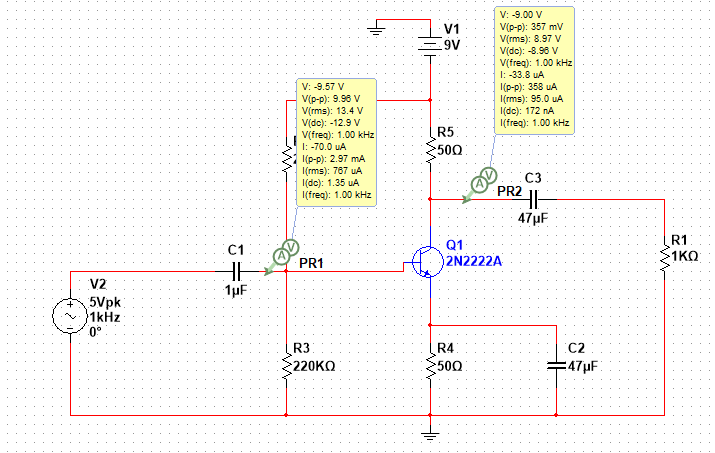 V1
9V
V: -9.00 V
V(p-p): 357 mV
V(rms): 8.97 V
V(dc): -8.96 V
V(freq): 1.00 kHz
I: -33.8 uA
I(p-p): 358 uA
I(rms): 95.0 uA
I(dc): 172 nA
I(freq): 1.00 kHz
V: -9.57 V
V(p-p): 9.96 V
V(rms): 13.4 V
V(dc): -12.9 V
V(freq): 1.00 kHz
I: -70.0 uA
I(p-p): 2.97 mA
I(rms): 767 uA
I(dc): 1.35 uA
I(freq): 1.00 kHz
R5
50Ω
A V
PR2
C3
47µF
C1
1µF
A V
PR1
Q1
2N2222A
R1
1KΩ
V2
5Vpk
1kHz
0°
R3
220KΩ
R4
50Ω
C2
47µF